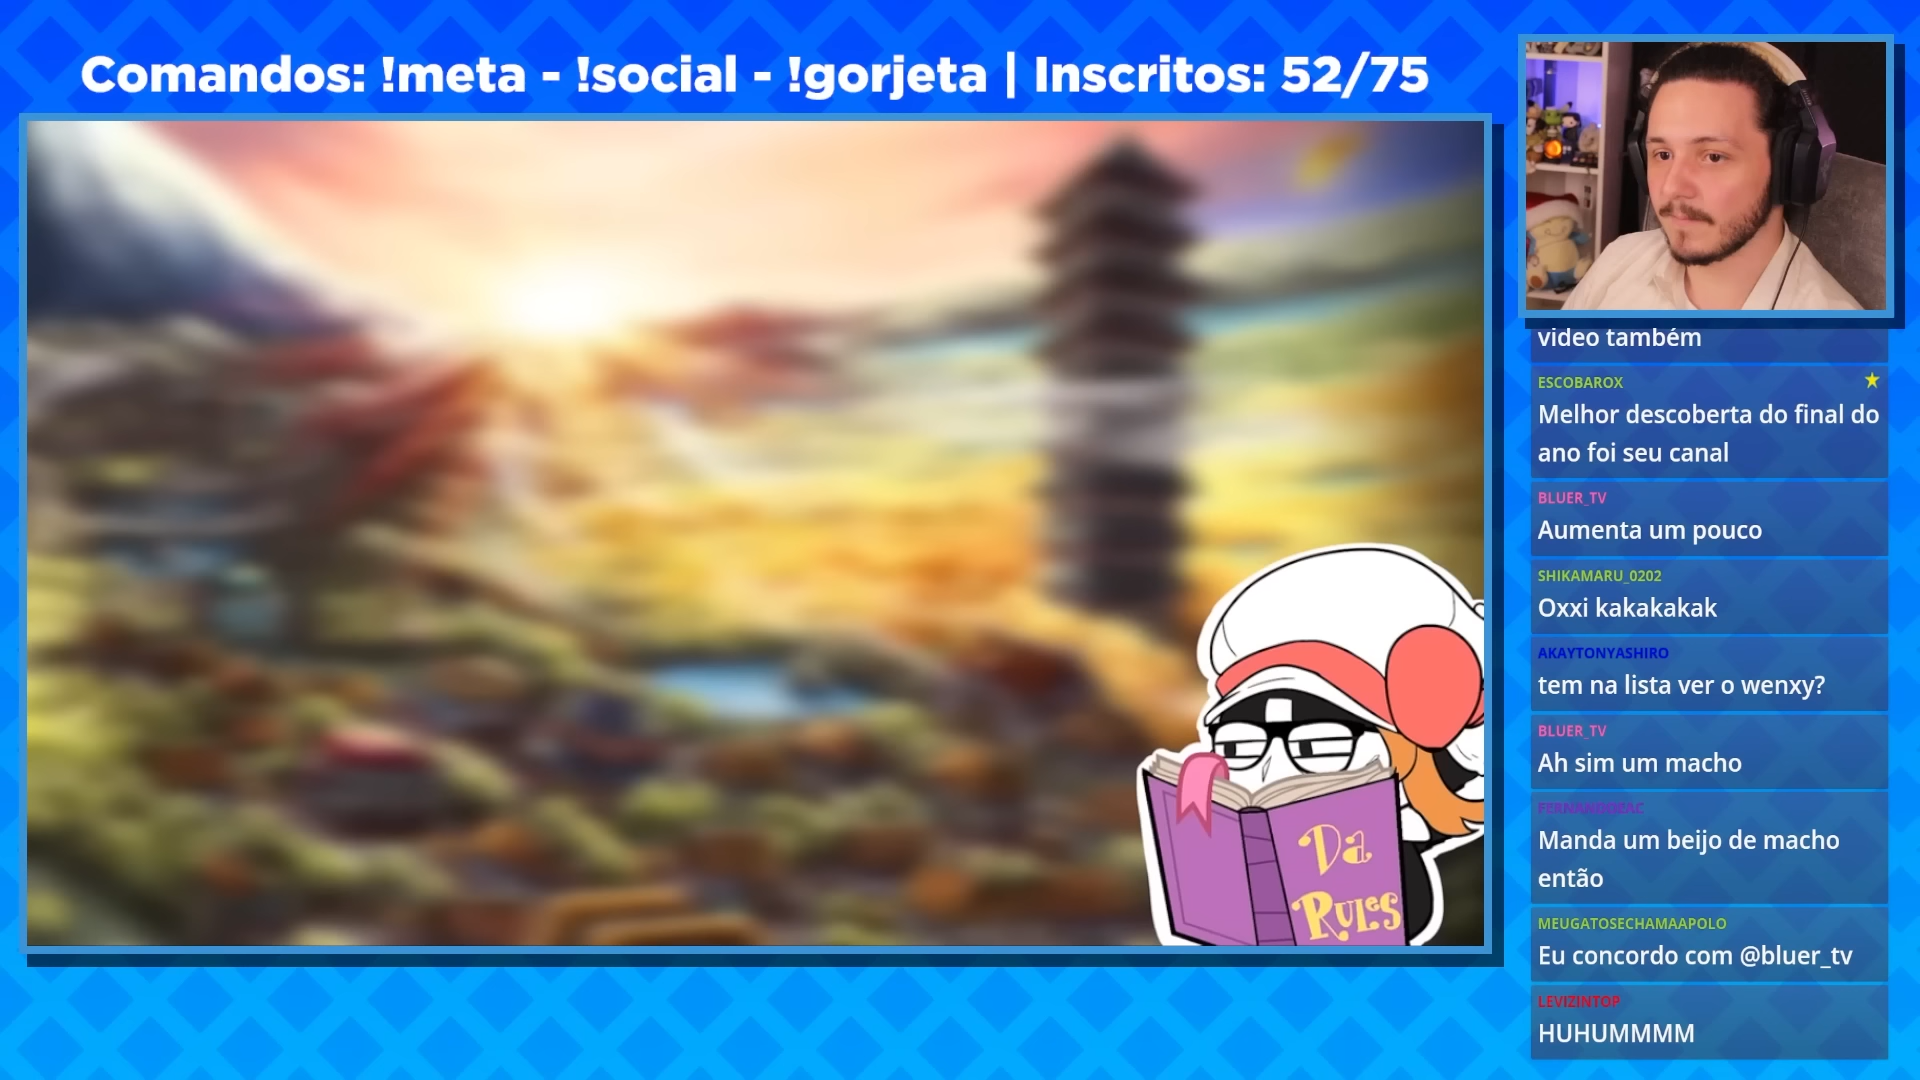 Comandos: !meta - !social - !gorjeta | Inscritos: 52/75
video também
ESCOBAROX
Melhor descoberta do final do
ano foi seu canal
BLUER_TV
Aumenta um pouco
SHIKAMARU_0202
Oxxi kakakakak
AKAYTONYASHIRO
tem na lista ver o wenxy?
BLUER_TV
Ah sim um macho
Manda um beijo de macho
então
MEUGATOSECHAMAAPOLO
Eu concordo com @bluer_tv
LEVIZINTOP
HUHUMMMM
Da
RULES